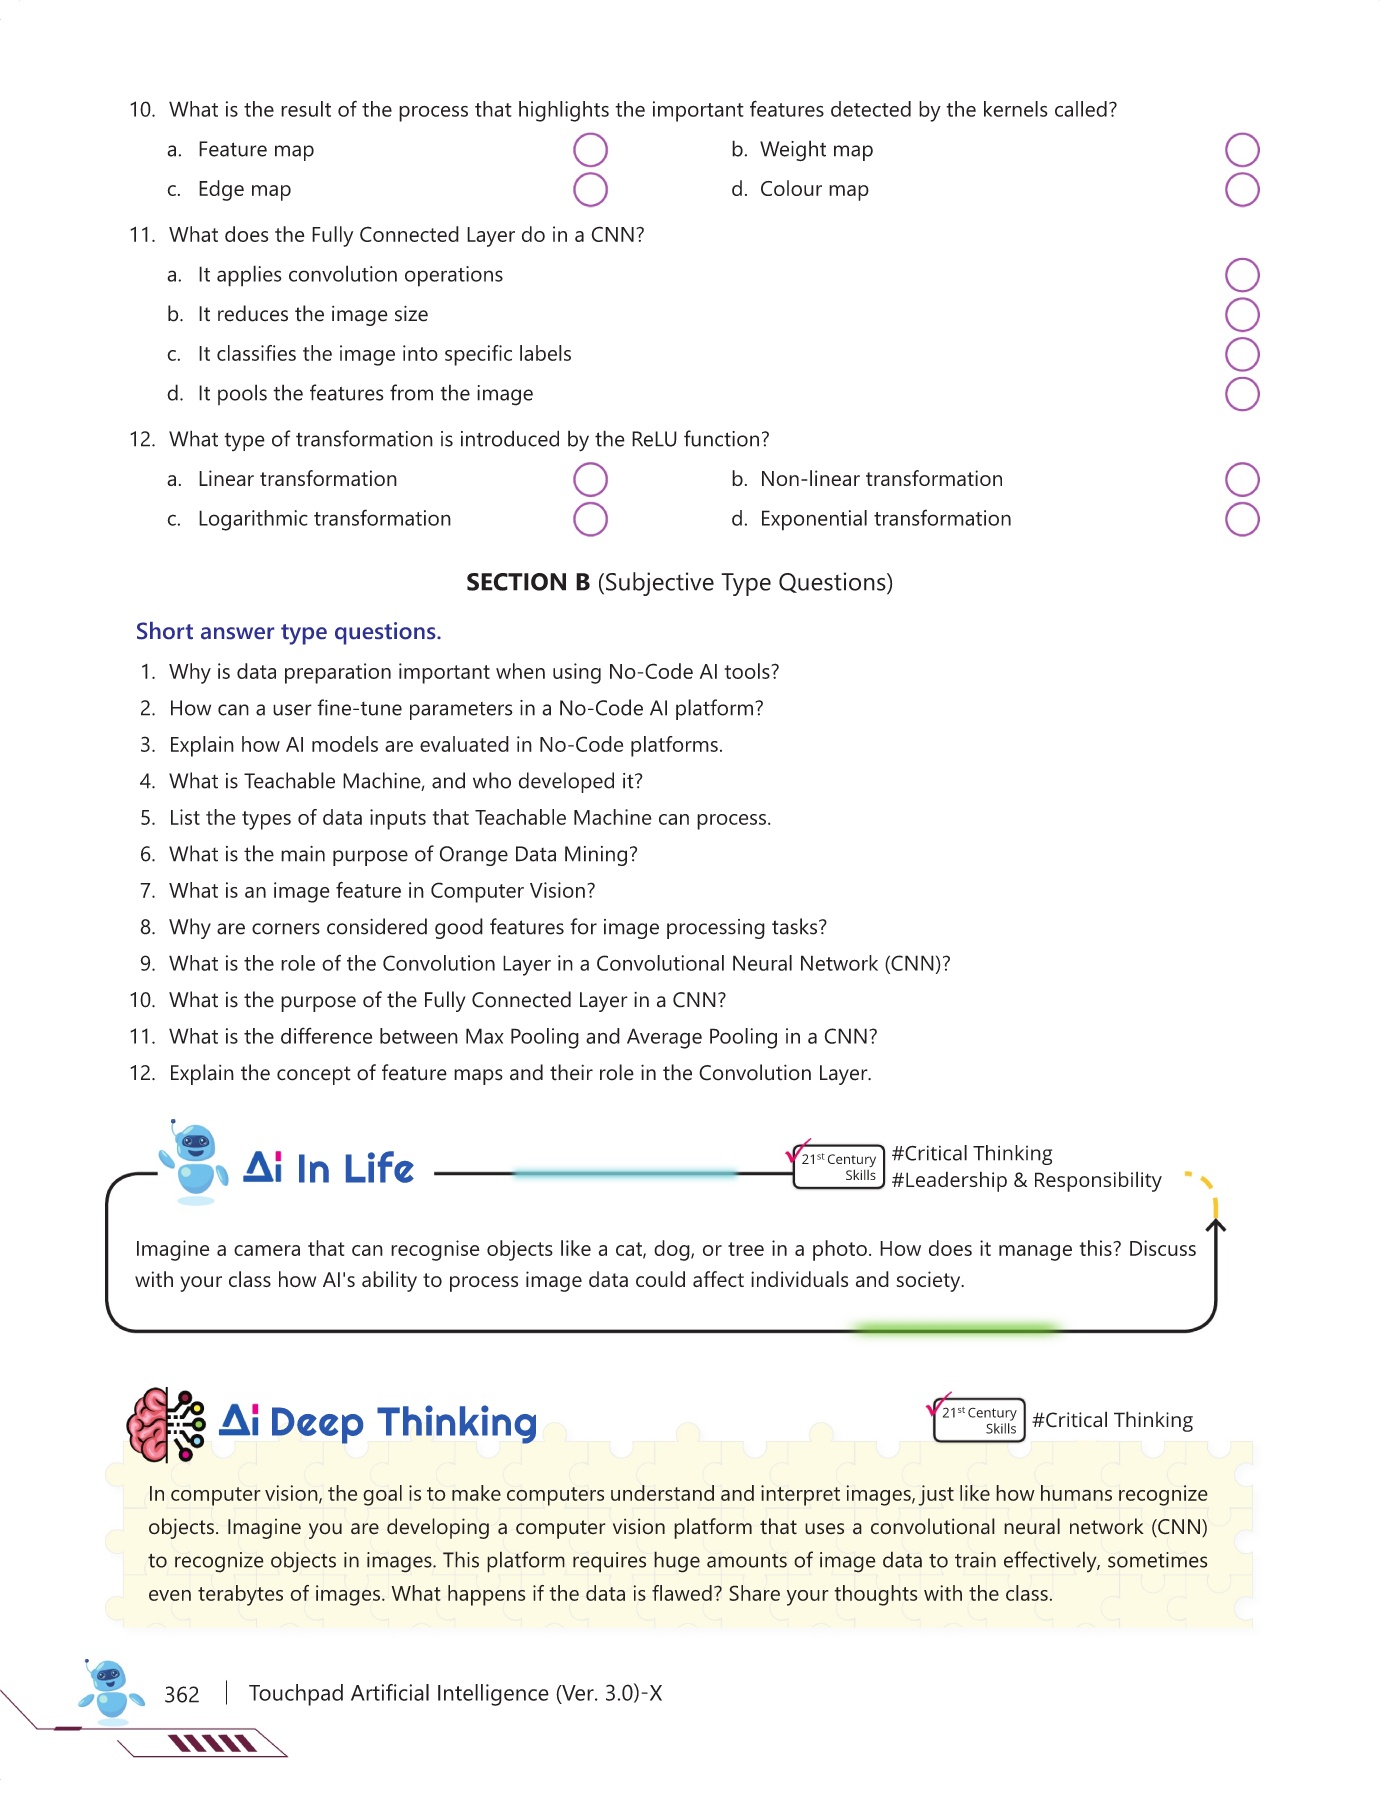 10. What is the result of the process that highlights the important features detected by the kernels called?
a. Feature map
b. Weight map
c. Edge map
d. Colour map
11. What does the Fully Connected Layer do in a CNN?
a. It applies convolution operations
b. It reduces the image size
c. It classifies the image into specific labels
d. It pools the features from the image
12. What type of transformation is introduced by the ReLU function?
a. Linear transformation
b. Non-linear transformation
c. Logarithmic transformation
d. Exponential transformation
SECTION B (Subjective Type Questions)
Short answer type questions.
1. Why is data preparation important when using No-Code AI tools?
2. How can a user fine-tune parameters in a No-Code AI platform?
3. Explain how AI models are evaluated in No-Code platforms.
4. What is Teachable Machine, and who developed it?
5. List the types of data inputs that Teachable Machine can process.
6. What is the main purpose of Orange Data Mining?
7. What is an image feature in Computer Vision?
8. Why are corners considered good features for image processing tasks?
9. What is the role of the Convolution Layer in a Convolutional Neural Network (CNN)?
10. What is the purpose of the Fully Connected Layer in a CNN?
11. What is the difference between Max Pooling and Average Pooling in a CNN?
12. Explain the concept of feature maps and their role in the Convolution Layer.
Ai In Life
21st Century
Skills
#Critical Thinking
#Leadership & Responsibility
Imagine a camera that can recognise objects like a cat, dog, or tree in a photo. How does it manage this? Discuss
with your class how AI's ability to process image data could affect individuals and society.
Ai Deep Thinking
21st Century
Skills
#Critical Thinking
In computer vision, the goal is to make computers understand and interpret images, just like how humans recognize
objects. Imagine you are developing a computer vision platform that uses a convolutional neural network (CNN)
to recognize objects in images. This platform requires huge amounts of image data to train effectively, sometimes
even terabytes of images. What happens if the data is flawed? Share your thoughts with the class.
362 | Touchpad Artificial Intelligence (Ver. 3.0)-X